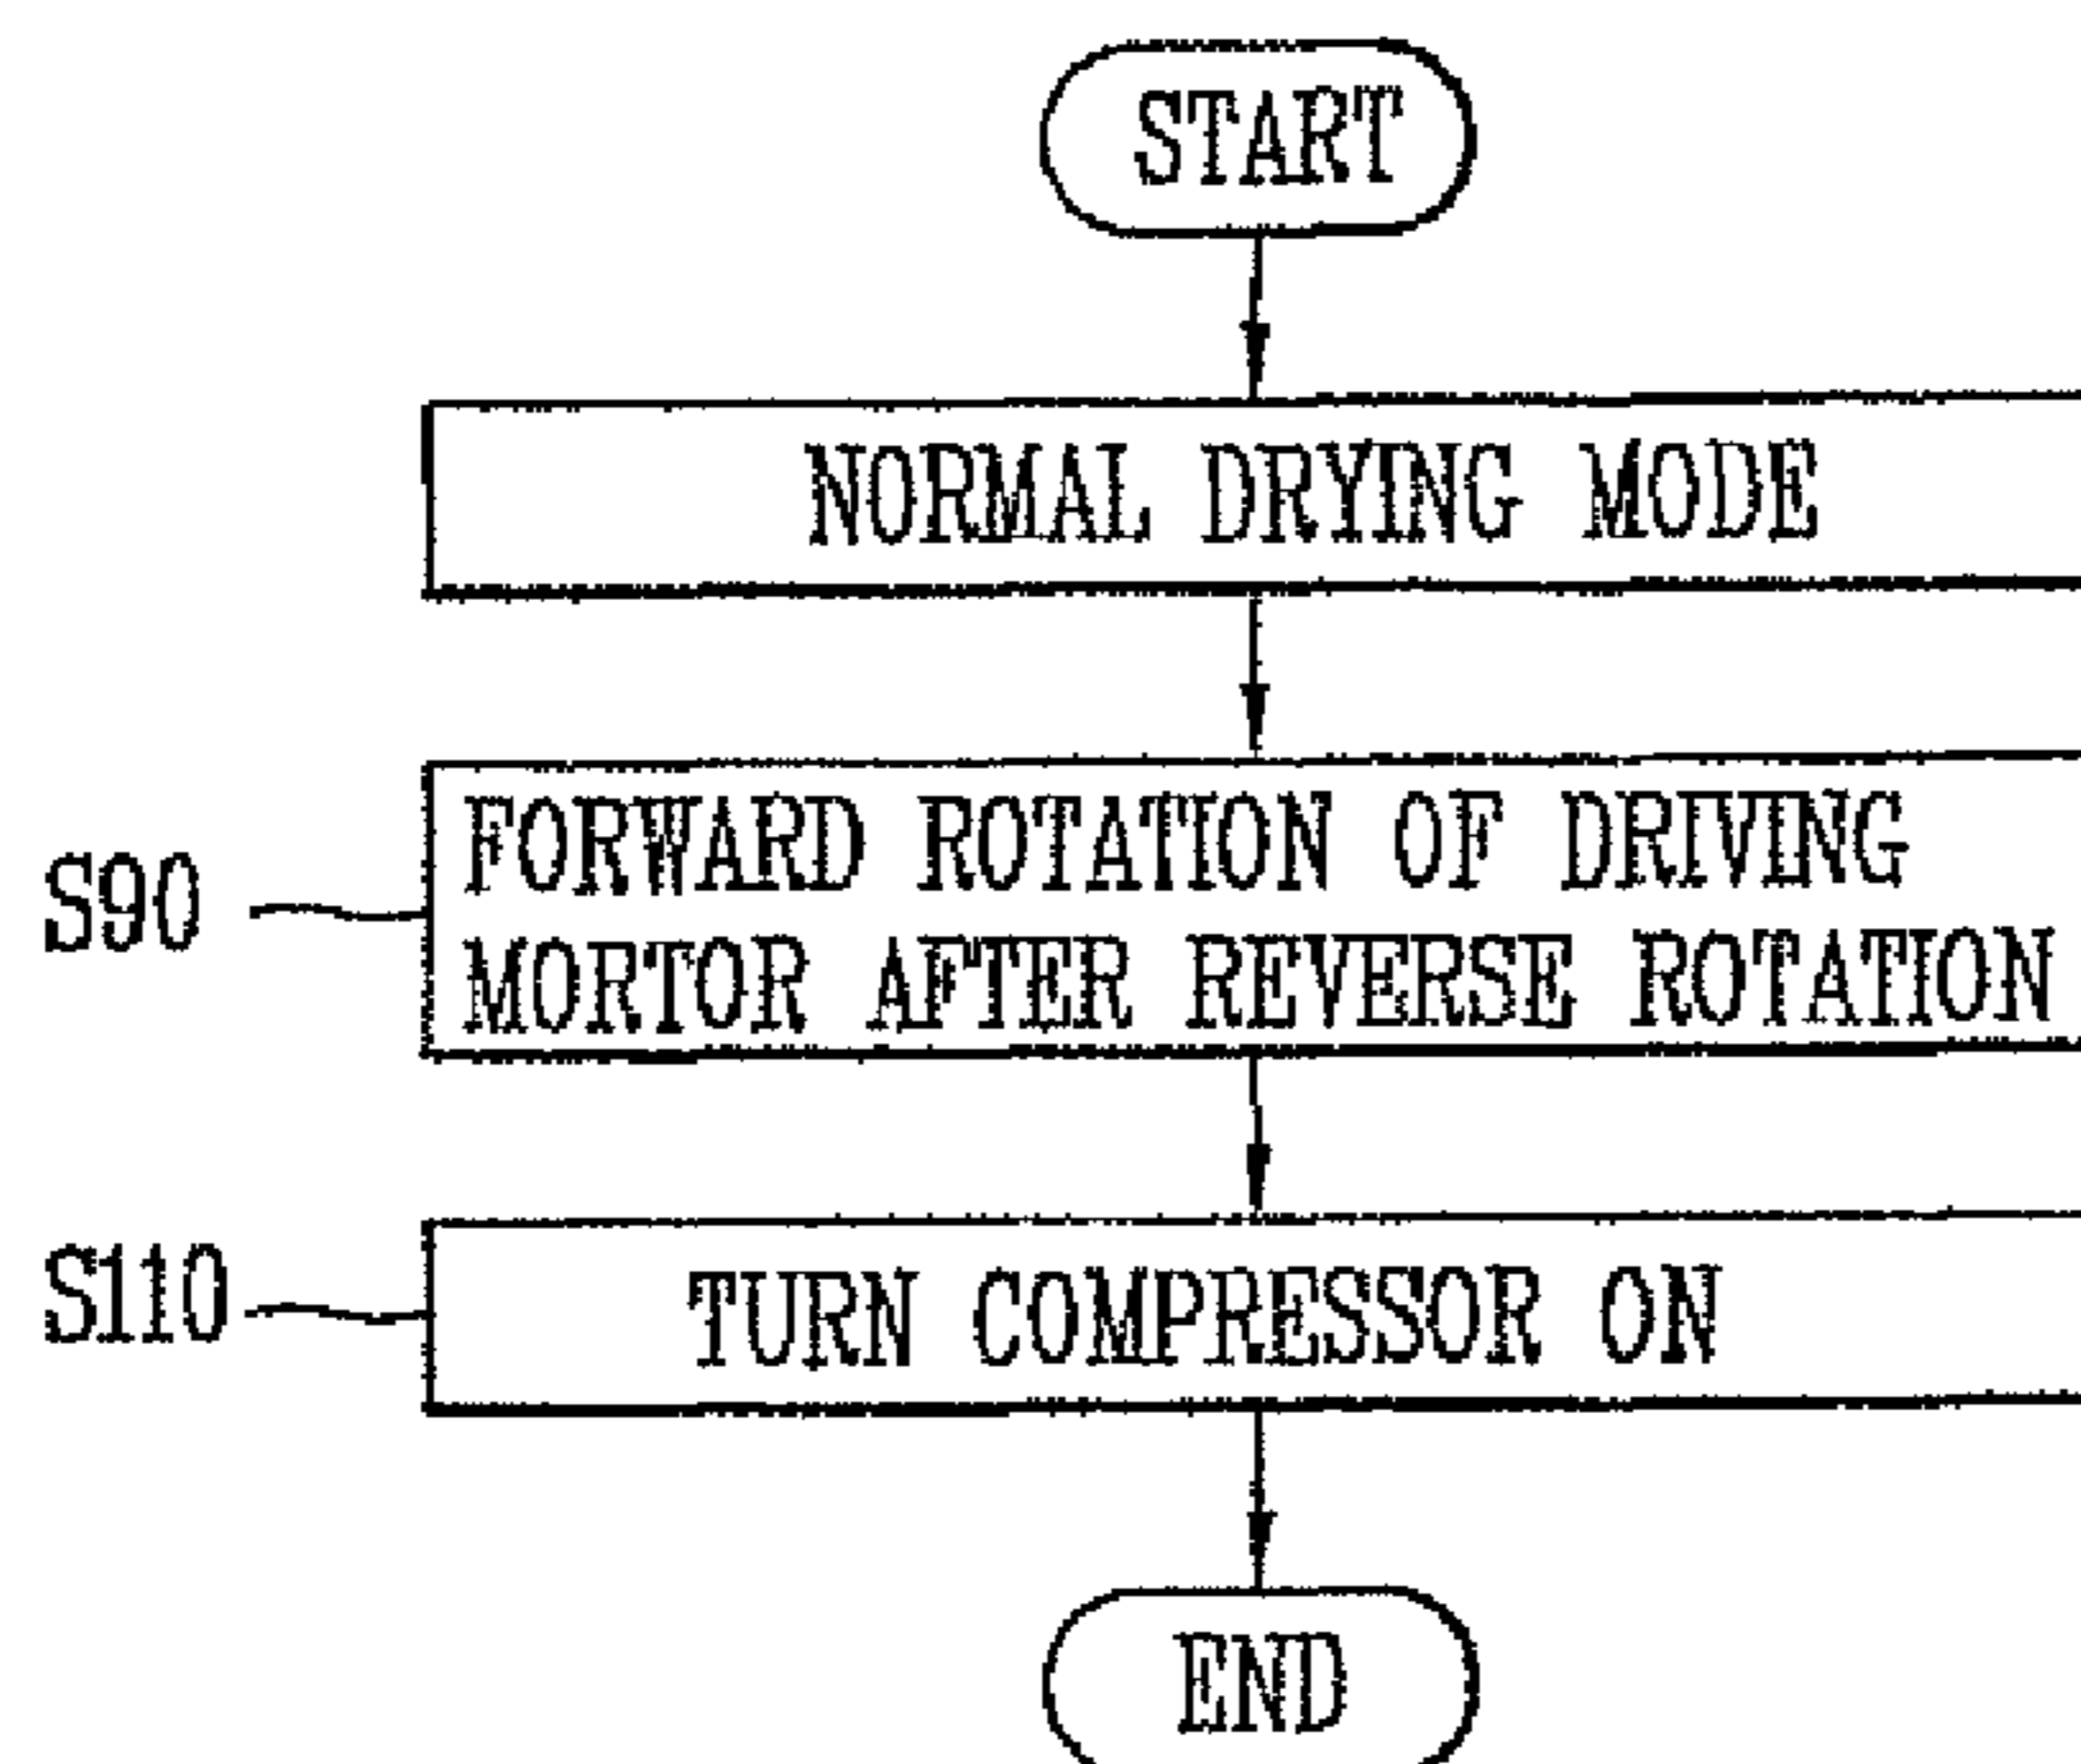 START
NORMAL DRYING MODE
S90
FORWARD ROTATION OF DRIVING
MORTOR AFTER REVERSE ROTATION
S110
TURN COMPRESSOR ON
END